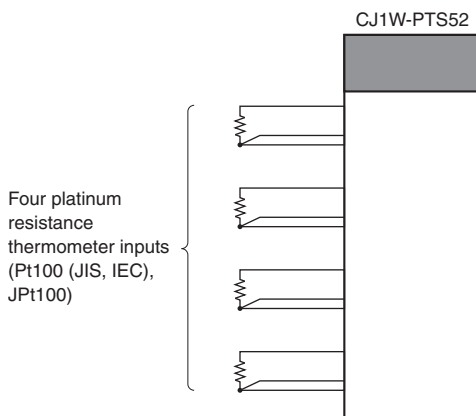 CJ1W-PTS52
Four platinum
resistance
thermometer inputs
(Pt100 (JIS, IEC),
JPt100)